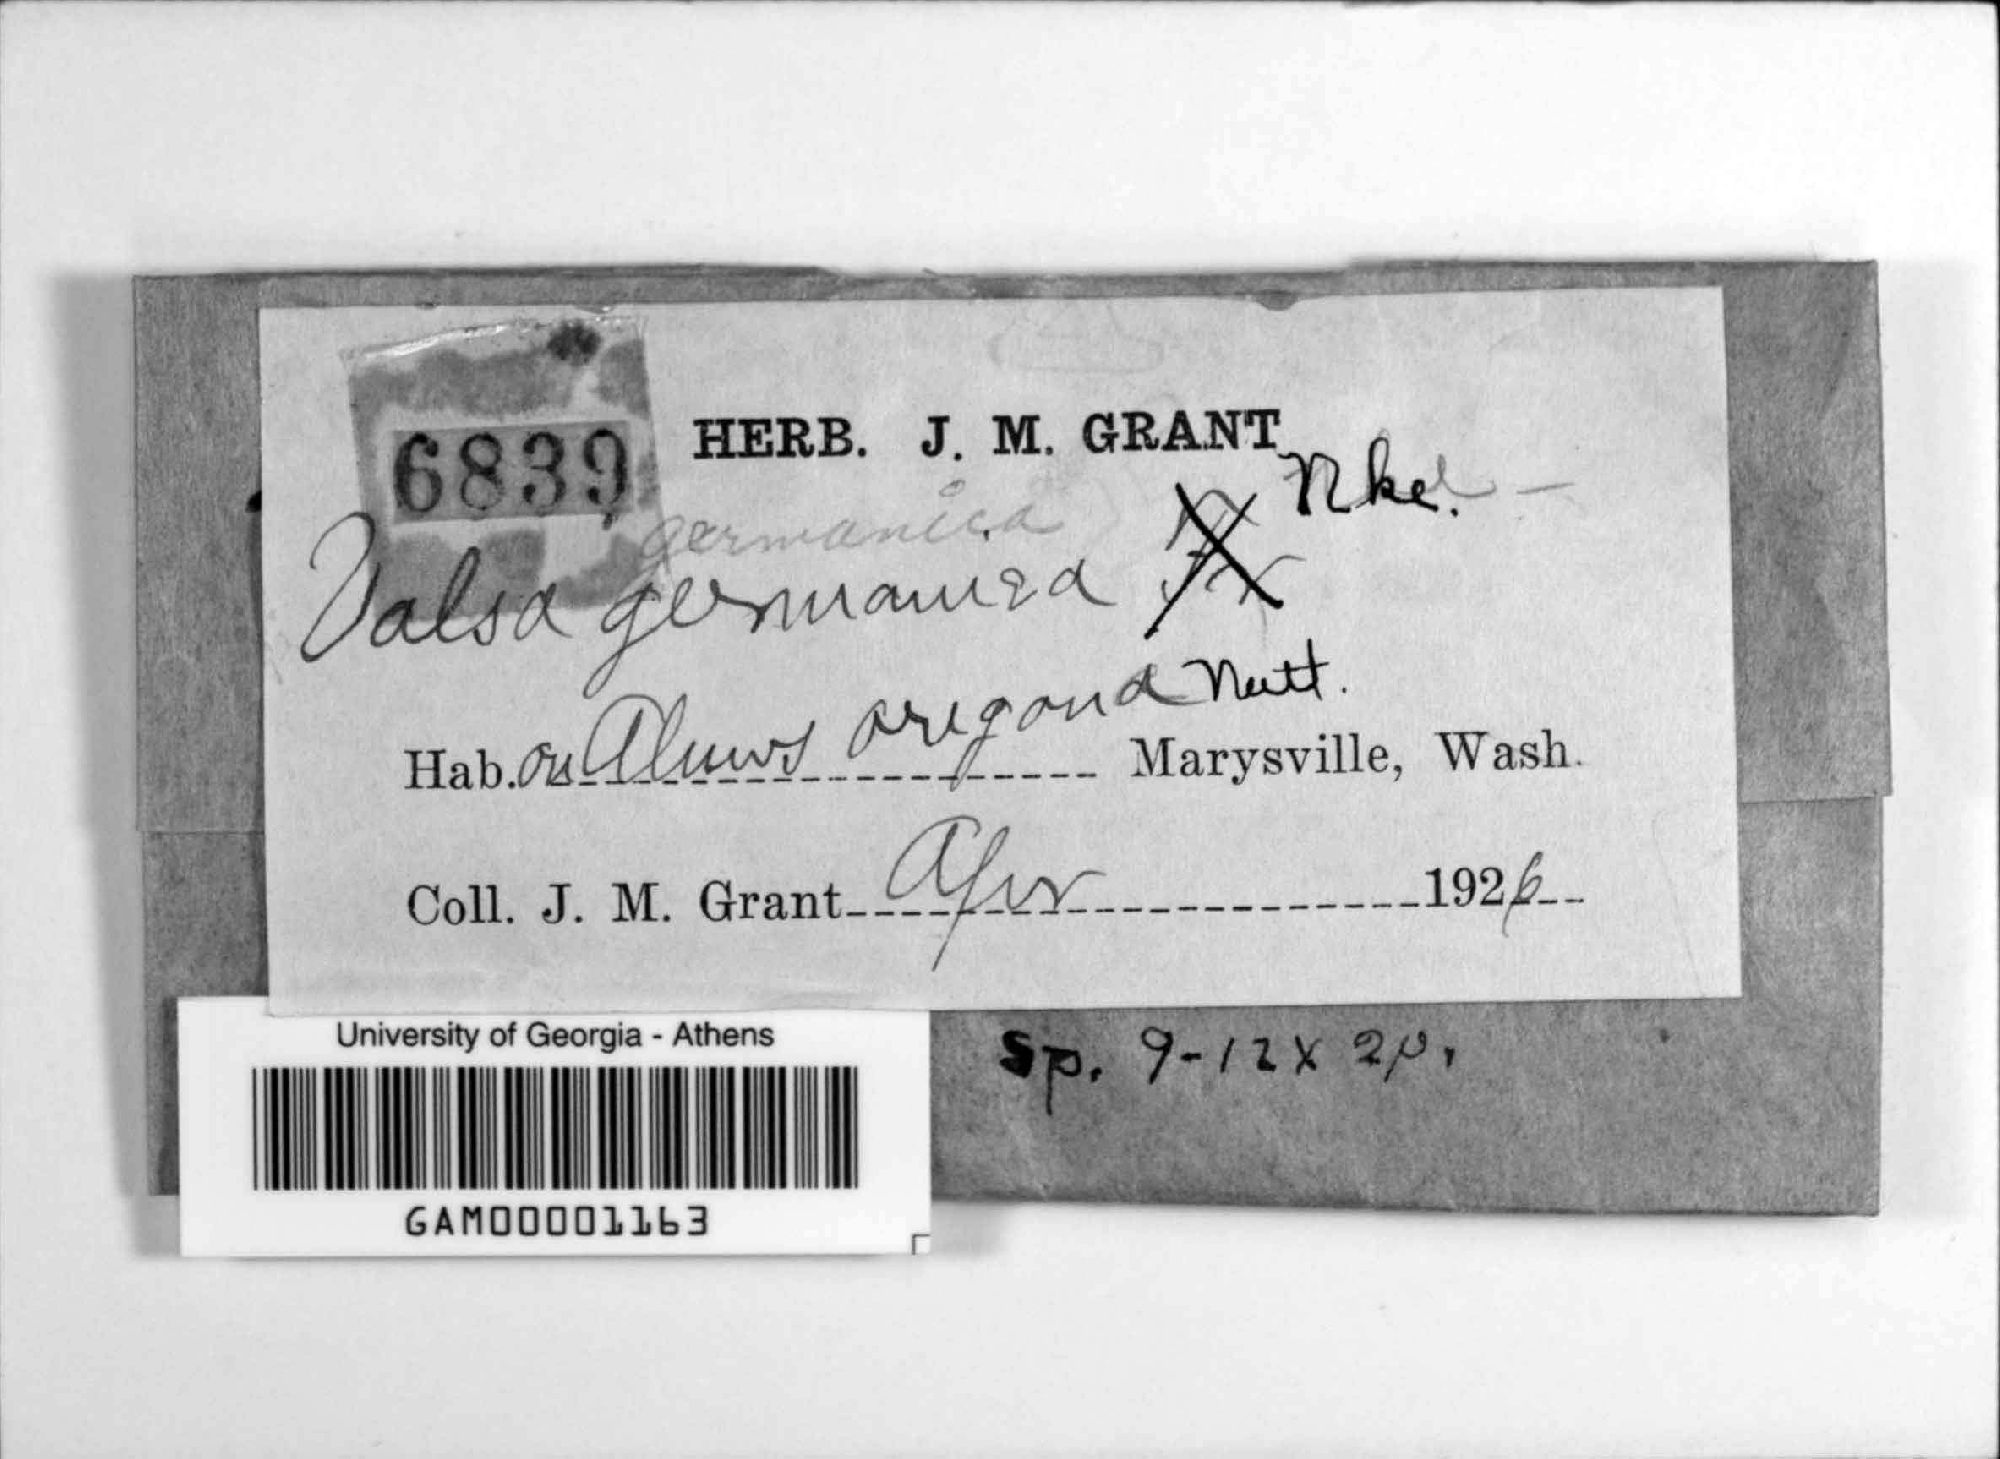 6839
HERB. J. M. GRANT
germanica
Nke.
Valsa germanica
Hab. on Alnus oregona Nutt. Marysville, Wash.
Coll. J. M. Grant Apr 1926
University of Georgia - Athens
GAM00001163
Sp. 9-12 x 2µ.